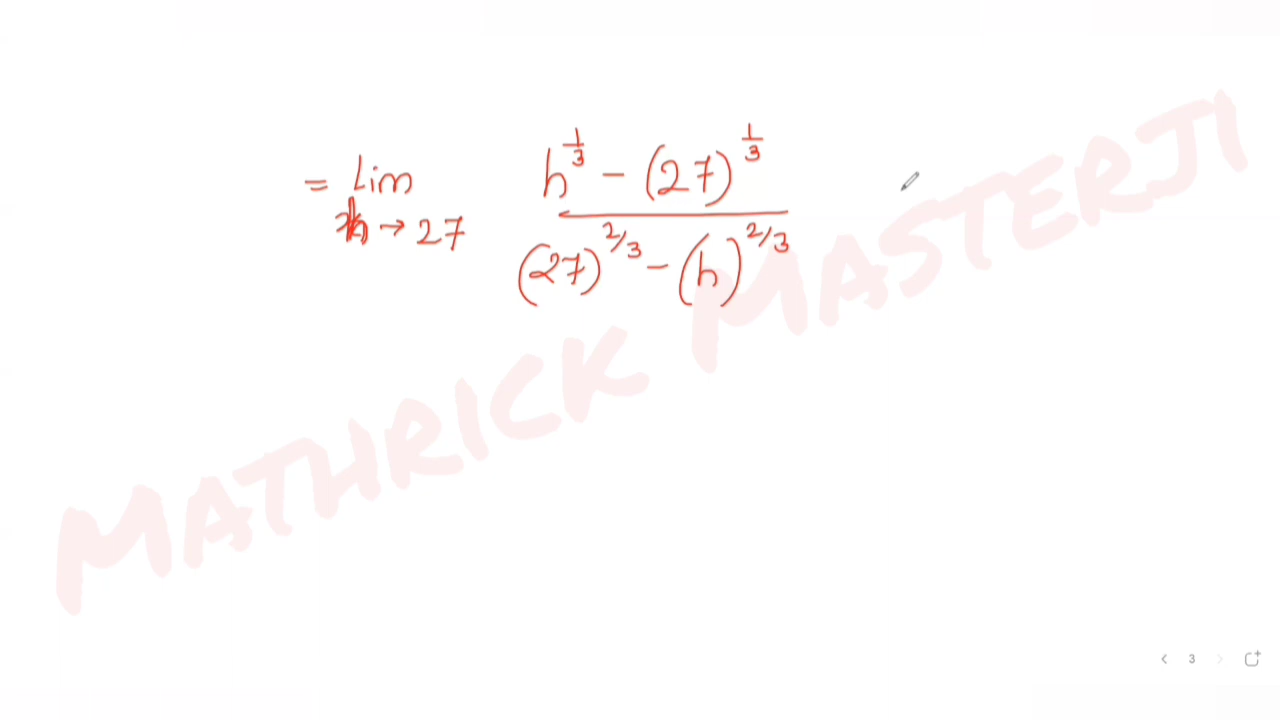 = Lim h→27 h^{1/3} − (27)^{1/3} / (27)^{2/3} − (h)^{2/3}
MATHRICK MASTERJI
< 3 >